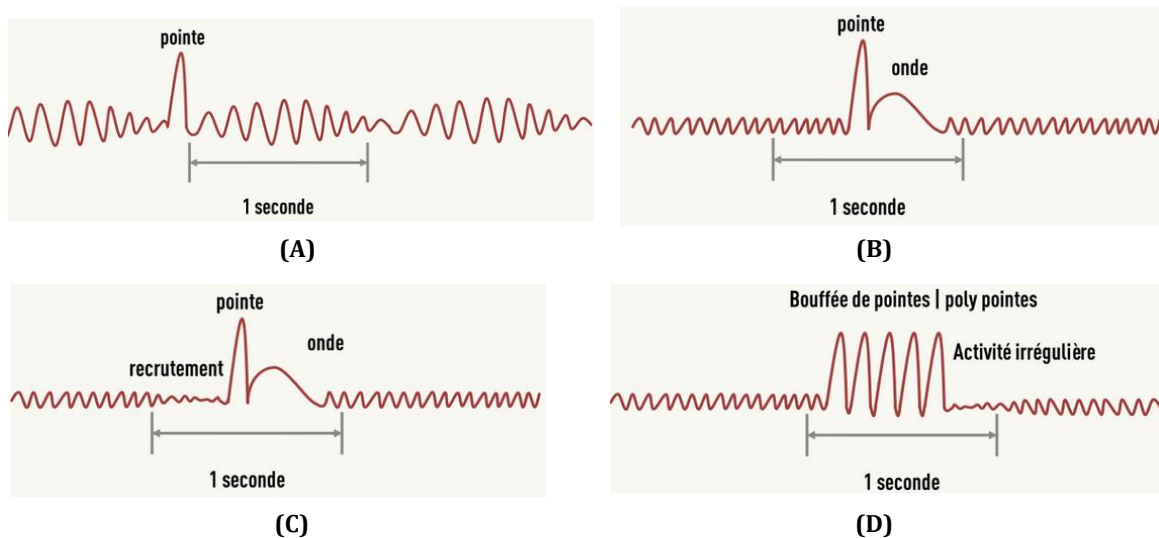 pointe
1 seconde
(A)
pointe
onde
1 seconde
(B)
pointe
onde
recrutement
1 seconde
(C)
Bouffée de pointes | poly pointes
Activité irrégulière
1 seconde
(D)